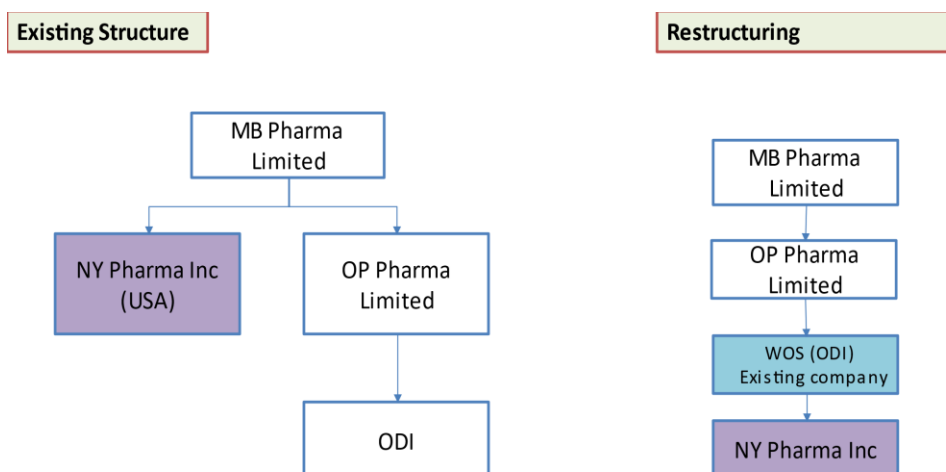 Existing Structure
MB Pharma
Limited
NY Pharma Inc
(USA)
OP Pharma
Limited
ODI
Restructuring
MB Pharma
Limited
OP Pharma
Limited
WOS (ODI)
Existing company
NY Pharma Inc